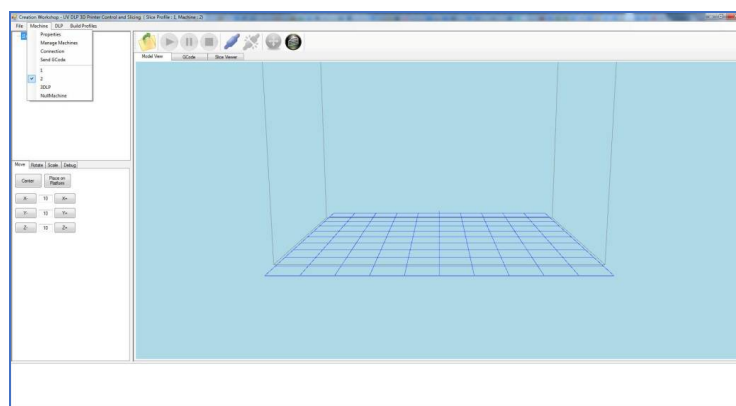 Creation Workshop - UV DLP 3D Printer Control and Slicing ( Slice Profile : 1, Machine : 2)
File Machine DLP Build Profiles
Properties
Manage Machines
Connection
Send GCode
1
2
3DLP
NullMachine
Model View GCode Slice Viewer
Move Rotate Scale Debug
Center Place on Platform
X- 10 X+
Y- 10 Y+
Z- 10 Z+